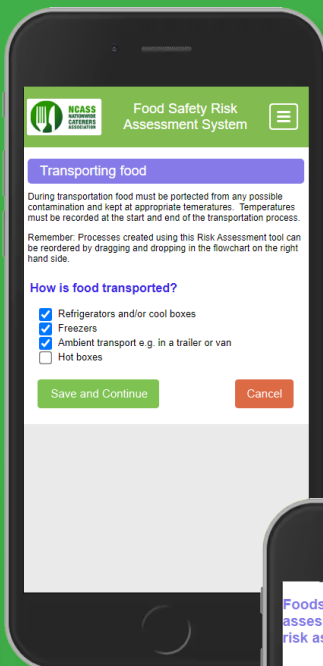 NCASS
NATIONWIDE
CATERERS
ASSOCIATION
Food Safety Risk
Assessment System
Transporting food
During transportation food must be portected from any possible
contamination and kept at appropriate temeratures. Temperatures
must be recorded at the start and end of the transportation process.
Remember: Processes created using this Risk Assessment tool can
be reordered by dragging and dropping in the flowchart on the right
hand side.
How is food transported?
Refrigerators and/or cool boxes
Freezers
Ambient transport e.g. in a trailer or van
Hot boxes
Save and Continue
Cancel
Foods
assess
risk as